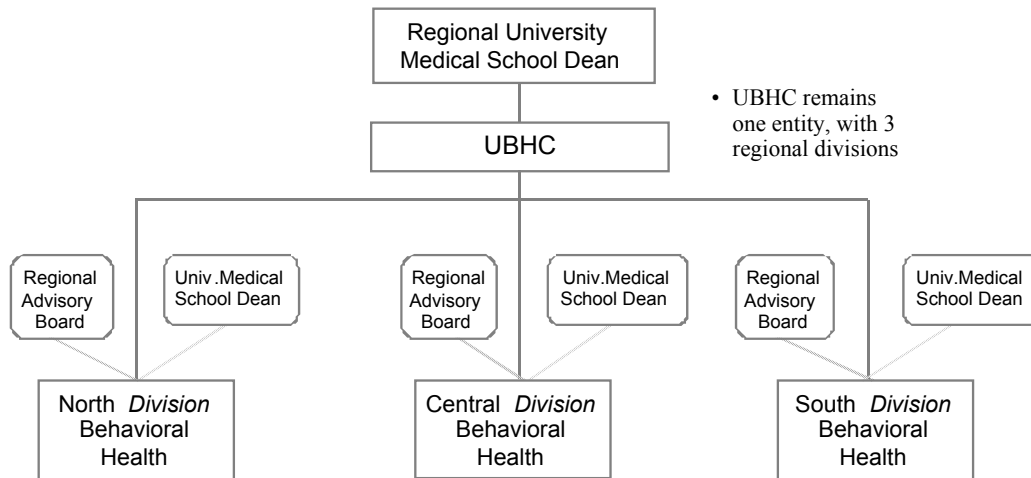 Regional University
Medical School Dean
• UBHC remains
one entity, with 3
regional divisions
UBHC
Regional
Advisory
Board
Univ.Medical
School Dean
Regional
Advisory
Board
Univ.Medical
School Dean
Regional
Advisory
Board
Univ.Medical
School Dean
North Division
Behavioral
Health
Central Division
Behavioral
Health
South Division
Behavioral
Health